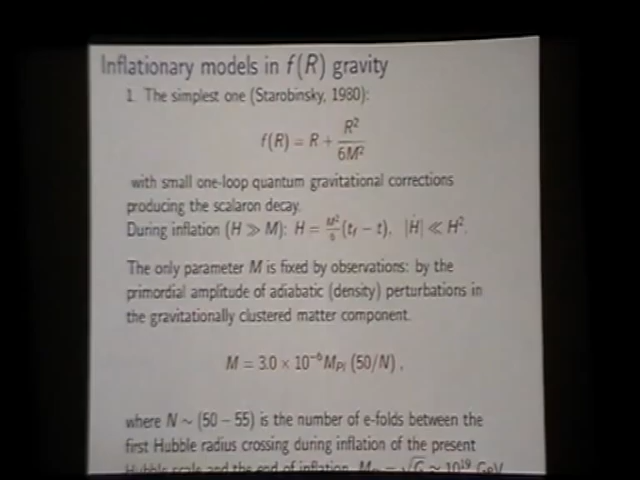 Inflationary models in f(R) gravity
1. The simplest one (Starobinsky, 1980):
f(R) = R + R²/6M²
with small one-loop quantum gravitational corrections
producing the scalaron decay.
During inflation (H ≫ M): H = M²/6 (t_f − t), |Ḣ| ≪ H².
The only parameter M is fixed by observations: by the
primordial amplitude of adiabatic (density) perturbations in
the gravitationally clustered matter component.
M = 3.0 × 10⁻⁶ M_Pl (50/N) ,
where N ∼ (50 − 55) is the number of e-folds between the
first Hubble radius crossing during inflation of the present
Hubble scale and the end of inflation, M_Pl = √G ∼ 10¹⁹ GeV